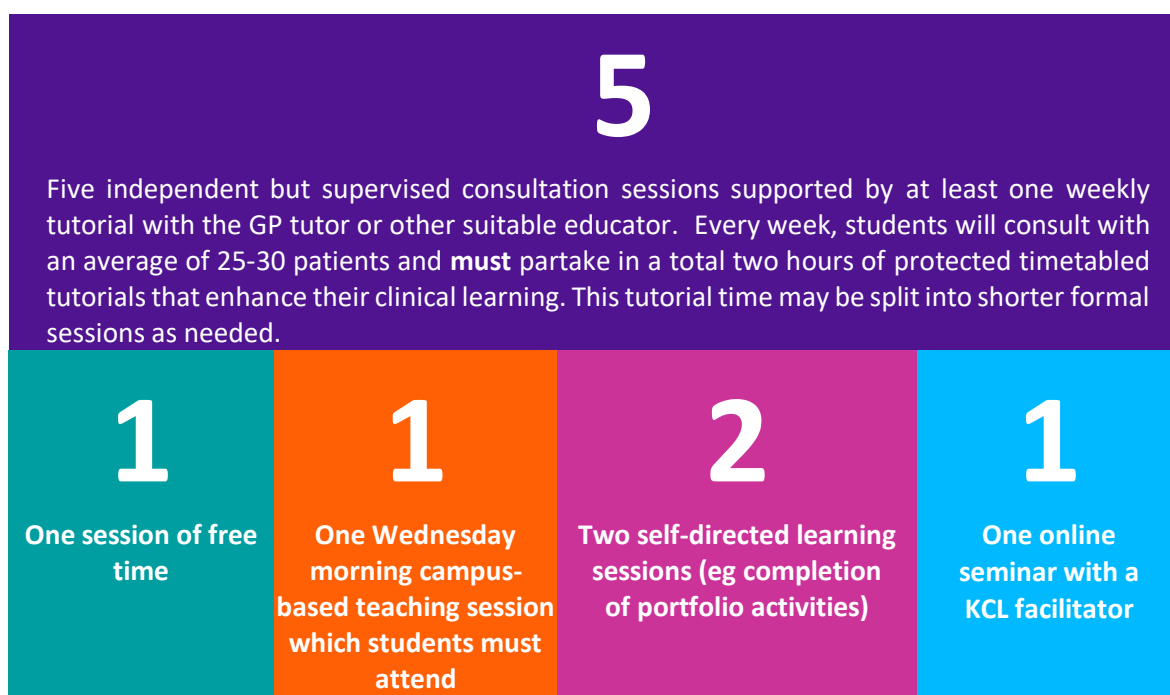 5
Five independent but supervised consultation sessions supported by at least one weekly
tutorial with the GP tutor or other suitable educator.  Every week, students will consult with
an average of 25-30 patients and must partake in a total two hours of protected timetabled
tutorials that enhance their clinical learning. This tutorial time may be split into shorter formal
sessions as needed.
1
One session of free
time
1
One Wednesday
morning campus-
based teaching session
which students must
attend
2
Two self-directed learning
sessions (eg completion
of portfolio activities)
1
One online
seminar with a
KCL facilitator